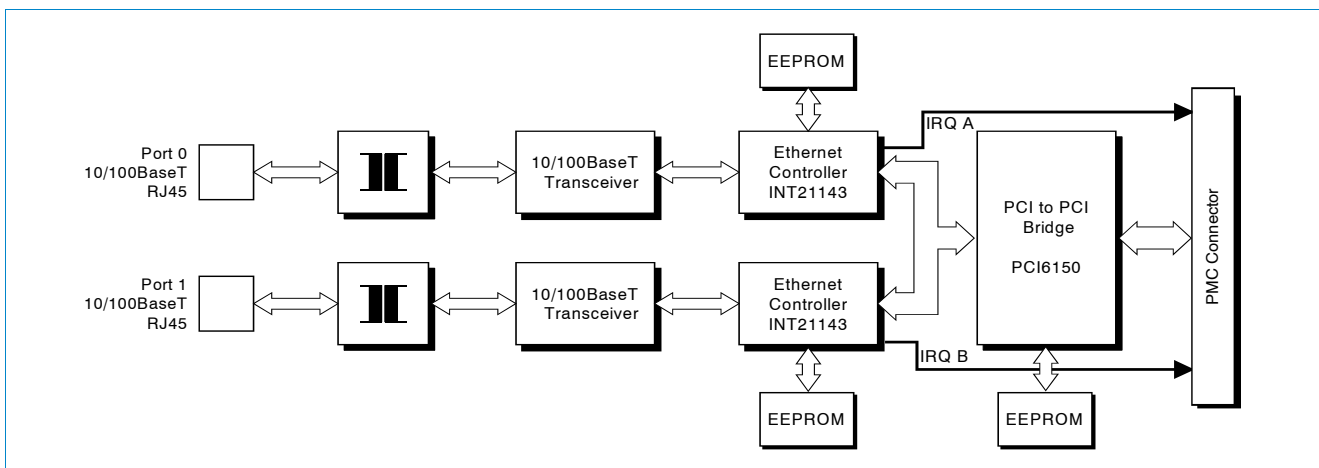 EEPROM
IRQ A
Port 0
10/100BaseT
RJ45
10/100BaseT
Transceiver
Ethernet
Controller
INT21143
PCI to PCI
Bridge
PCI6150
PMC Connector
Port 1
10/100BaseT
RJ45
10/100BaseT
Transceiver
Ethernet
Controller
INT21143
IRQ B
EEPROM
EEPROM